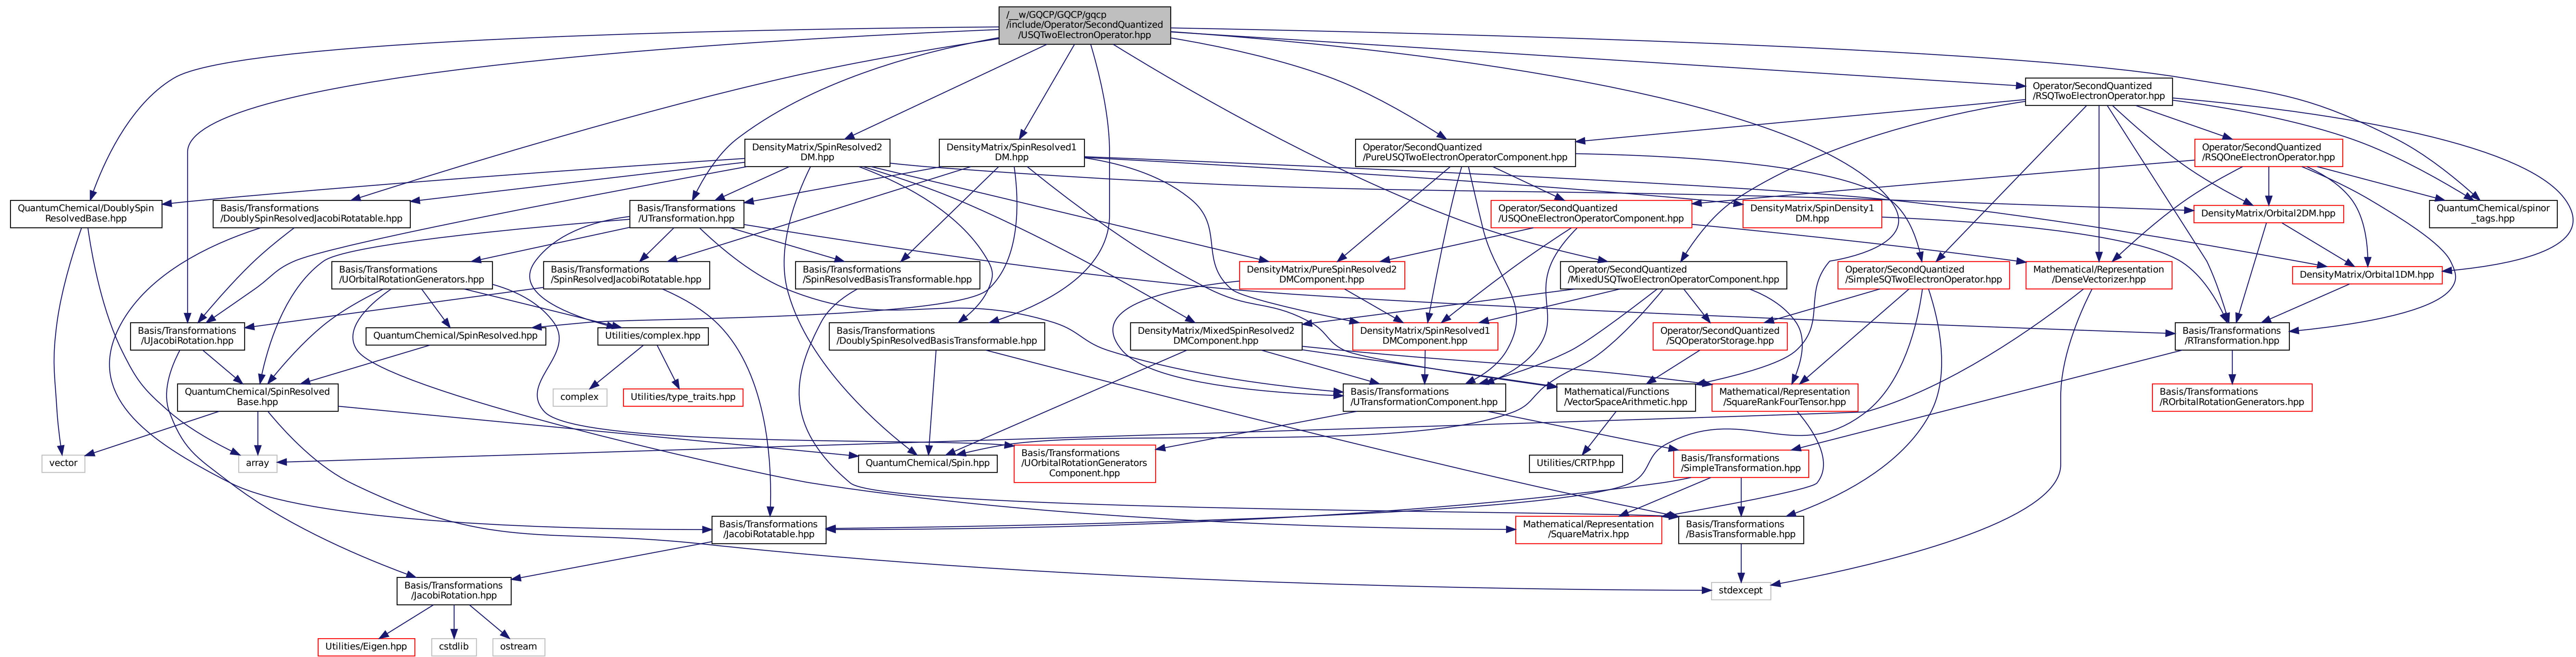 /__w/GQCP/GQCP/gqcp
/include/Operator/SecondQuantized
/USQTwoElectronOperator.hpp
Operator/SecondQuantized
/RSQTwoElectronOperator.hpp
DensityMatrix/SpinResolved2
DM.hpp
DensityMatrix/SpinResolved1
DM.hpp
Operator/SecondQuantized
/PureUSQTwoElectronOperatorComponent.hpp
Operator/SecondQuantized
/RSQOneElectronOperator.hpp
QuantumChemical/DoublySpin
ResolvedBase.hpp
Basis/Transformations
/DoublySpinResolvedJacobiRotatable.hpp
Basis/Transformations
/UTransformation.hpp
Operator/SecondQuantized
/USQOneElectronOperatorComponent.hpp
DensityMatrix/SpinDensity1
DM.hpp
DensityMatrix/Orbital2DM.hpp
QuantumChemical/spinor
_tags.hpp
Basis/Transformations
/UOrbitalRotationGenerators.hpp
Basis/Transformations
/SpinResolvedJacobiRotatable.hpp
Basis/Transformations
/SpinResolvedBasisTransformable.hpp
DensityMatrix/PureSpinResolved2
DMComponent.hpp
Operator/SecondQuantized
/MixedUSQTwoElectronOperatorComponent.hpp
Operator/SecondQuantized
/SimpleSQTwoElectronOperator.hpp
Mathematical/Representation
/DenseVectorizer.hpp
DensityMatrix/Orbital1DM.hpp
Basis/Transformations
/UJacobiRotation.hpp
QuantumChemical/SpinResolved.hpp
Utilities/complex.hpp
Basis/Transformations
/DoublySpinResolvedBasisTransformable.hpp
DensityMatrix/MixedSpinResolved2
DMComponent.hpp
DensityMatrix/SpinResolved1
DMComponent.hpp
Operator/SecondQuantized
/SQOperatorStorage.hpp
Basis/Transformations
/RTransformation.hpp
QuantumChemical/SpinResolved
Base.hpp
complex
Utilities/type_traits.hpp
Basis/Transformations
/UTransformationComponent.hpp
Mathematical/Functions
/VectorSpaceArithmetic.hpp
Mathematical/Representation
/SquareRankFourTensor.hpp
Basis/Transformations
/ROrbitalRotationGenerators.hpp
vector
array
QuantumChemical/Spin.hpp
Basis/Transformations
/UOrbitalRotationGenerators
Component.hpp
Utilities/CRTP.hpp
Basis/Transformations
/SimpleTransformation.hpp
Basis/Transformations
/JacobiRotatable.hpp
Mathematical/Representation
/SquareMatrix.hpp
Basis/Transformations
/BasisTransformable.hpp
Basis/Transformations
/JacobiRotation.hpp
stdexcept
Utilities/Eigen.hpp
cstdlib
ostream